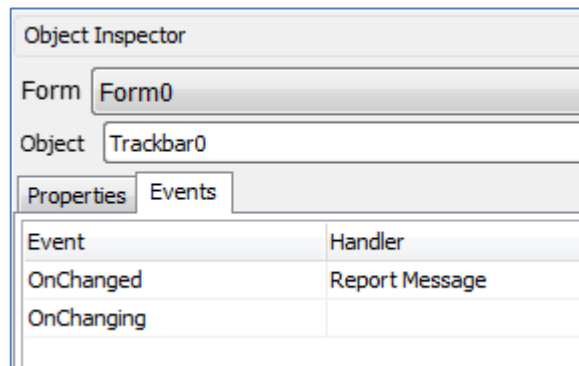 Object Inspector
Form Form0
Object Trackbar0
Properties Events
Event Handler
OnChanged Report Message
OnChanging